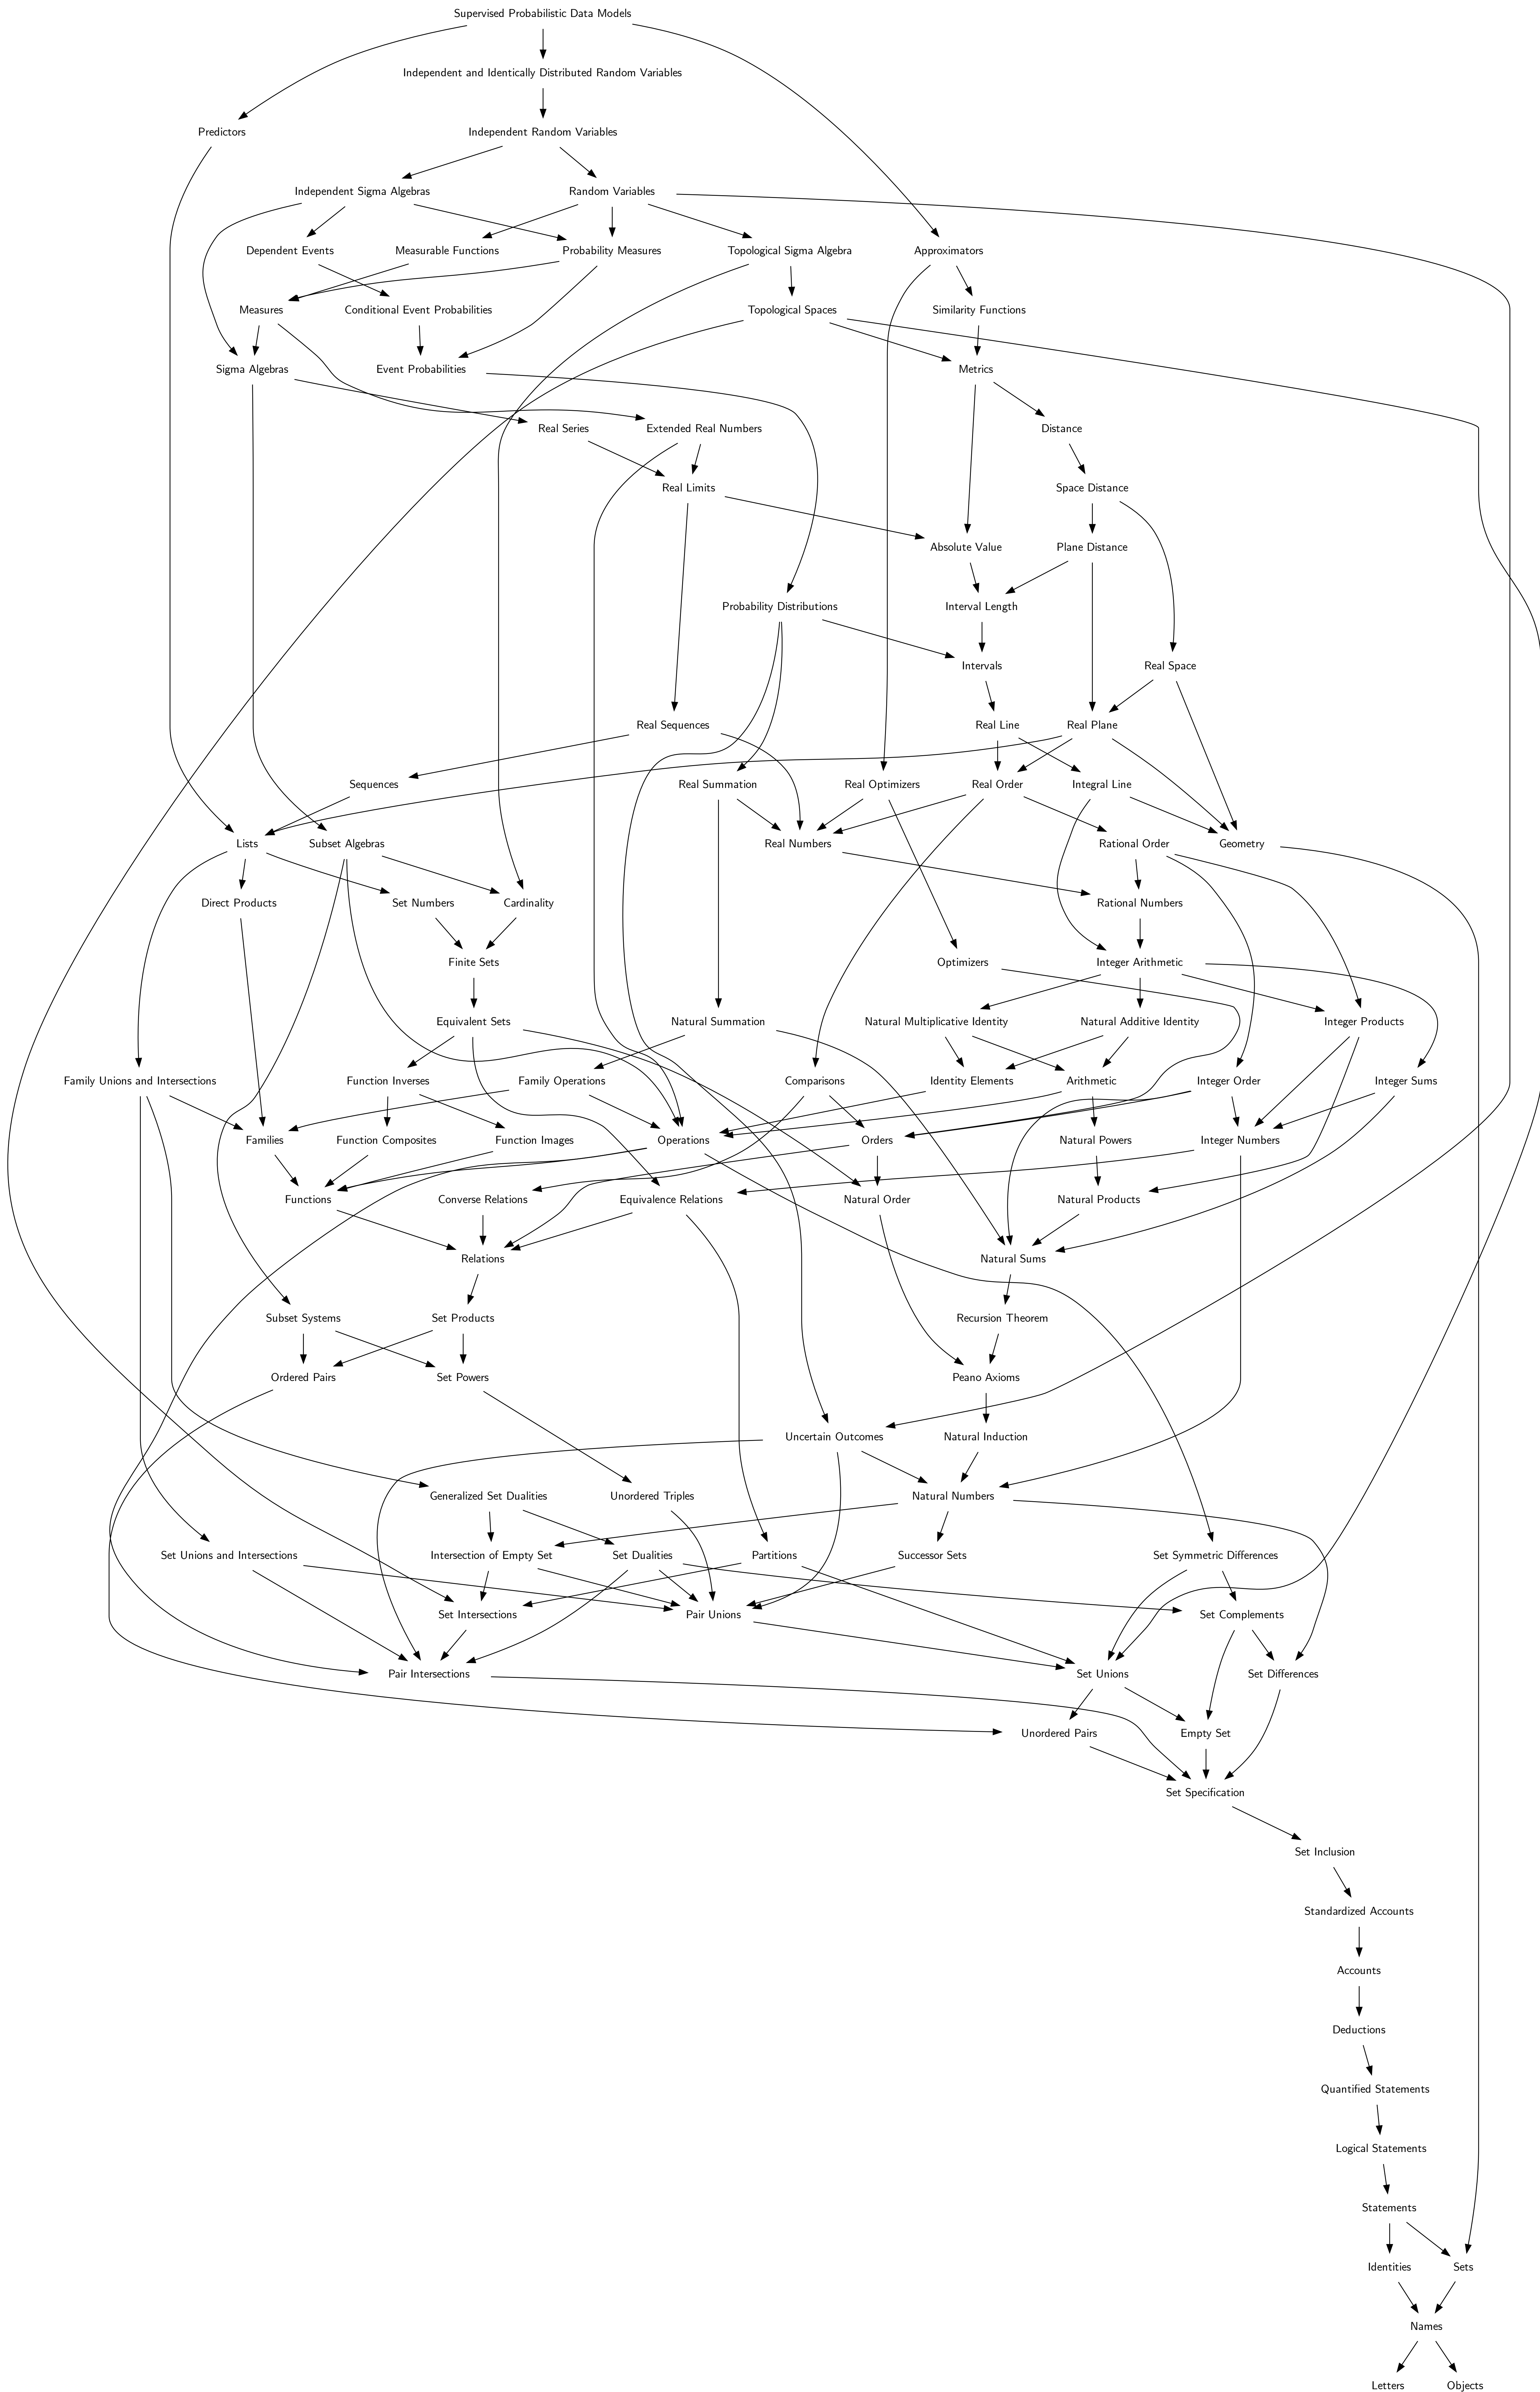 Supervised Probabilistic Data Models
Independent and Identically Distributed Random Variables
Predictors
Independent Random Variables
Independent Sigma Algebras
Random Variables
Dependent Events
Measurable Functions
Probability Measures
Topological Sigma Algebra
Approximators
Measures
Conditional Event Probabilities
Topological Spaces
Similarity Functions
Sigma Algebras
Event Probabilities
Metrics
Real Series
Extended Real Numbers
Distance
Real Limits
Space Distance
Absolute Value
Plane Distance
Probability Distributions
Interval Length
Intervals
Real Space
Real Sequences
Real Line
Real Plane
Sequences
Real Summation
Real Optimizers
Real Order
Integral Line
Lists
Subset Algebras
Real Numbers
Rational Order
Geometry
Direct Products
Set Numbers
Cardinality
Rational Numbers
Finite Sets
Optimizers
Integer Arithmetic
Equivalent Sets
Natural Summation
Natural Multiplicative Identity
Natural Additive Identity
Integer Products
Family Unions and Intersections
Function Inverses
Family Operations
Comparisons
Identity Elements
Arithmetic
Integer Order
Integer Sums
Families
Function Composites
Function Images
Operations
Orders
Natural Powers
Integer Numbers
Functions
Converse Relations
Equivalence Relations
Natural Order
Natural Products
Relations
Natural Sums
Subset Systems
Set Products
Recursion Theorem
Ordered Pairs
Set Powers
Peano Axioms
Uncertain Outcomes
Natural Induction
Generalized Set Dualities
Unordered Triples
Natural Numbers
Set Unions and Intersections
Intersection of Empty Set
Set Dualities
Partitions
Successor Sets
Set Symmetric Differences
Set Intersections
Pair Unions
Set Complements
Pair Intersections
Set Unions
Set Differences
Unordered Pairs
Empty Set
Set Specification
Set Inclusion
Standardized Accounts
Accounts
Deductions
Quantified Statements
Logical Statements
Statements
Identities
Sets
Names
Letters
Objects